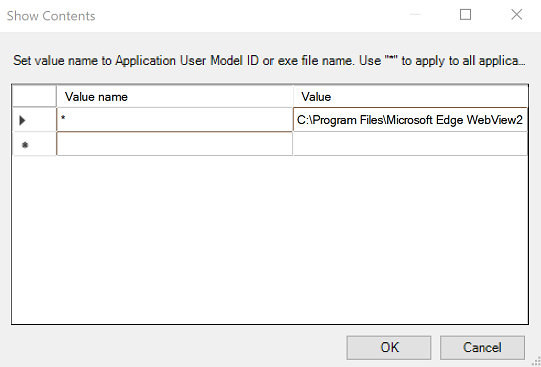 Show Contents
Set value name to Application User Model ID or exe file name. Use "*" to apply to all applica...
Value name Value
* C:\Program Files\Microsoft Edge WebView2
OK Cancel